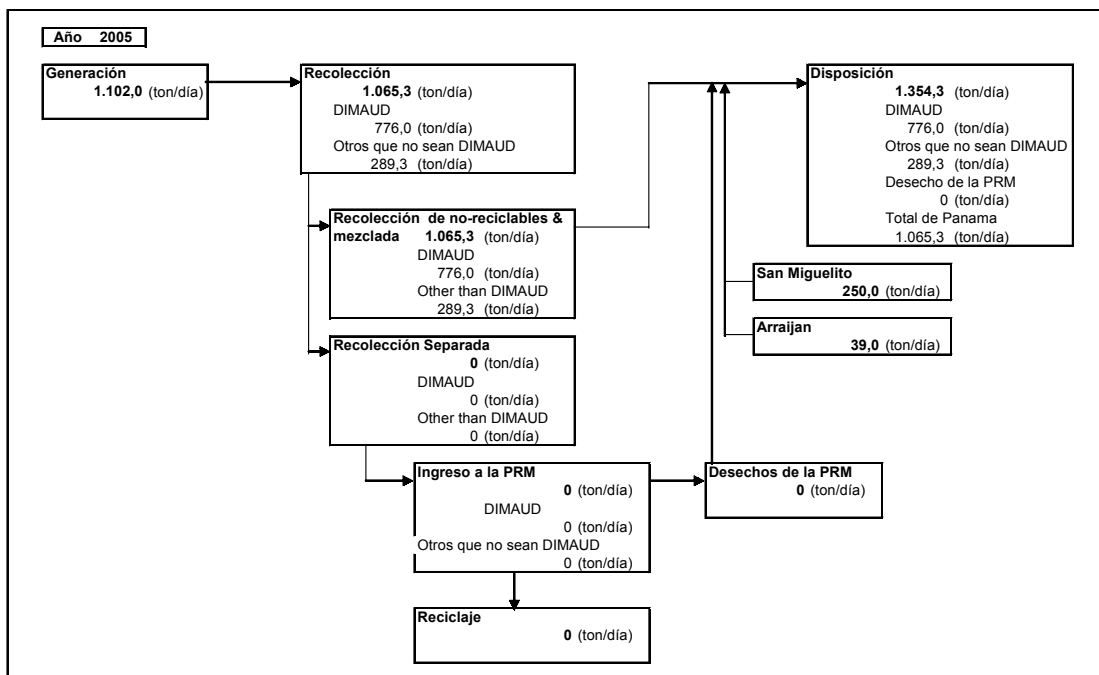 Año 2005
Generación
1.102,0 (ton/día)
Recolección
1.065,3 (ton/día)
DIMAUD
776,0 (ton/día)
Otros que no sean DIMAUD
289,3 (ton/día)
Disposición
1.354,3 (ton/día)
DIMAUD
776,0 (ton/día)
Otros que no sean DIMAUD
289,3 (ton/día)
Desecho de la PRM
0 (ton/día)
Total de Panama
1.065,3 (ton/día)
Recolección de no-reciclables &
mezclada 1.065,3 (ton/día)
DIMAUD
776,0 (ton/día)
Other than DIMAUD
289,3 (ton/día)
San Miguelito
250,0 (ton/día)
Arraijan
39,0 (ton/día)
Recolección Separada
0 (ton/día)
DIMAUD
0 (ton/día)
Other than DIMAUD
0 (ton/día)
Ingreso a la PRM
0 (ton/día)
DIMAUD
0 (ton/día)
Otros que no sean DIMAUD
0 (ton/día)
Desechos de la PRM
0 (ton/día)
Reciclaje
0 (ton/día)